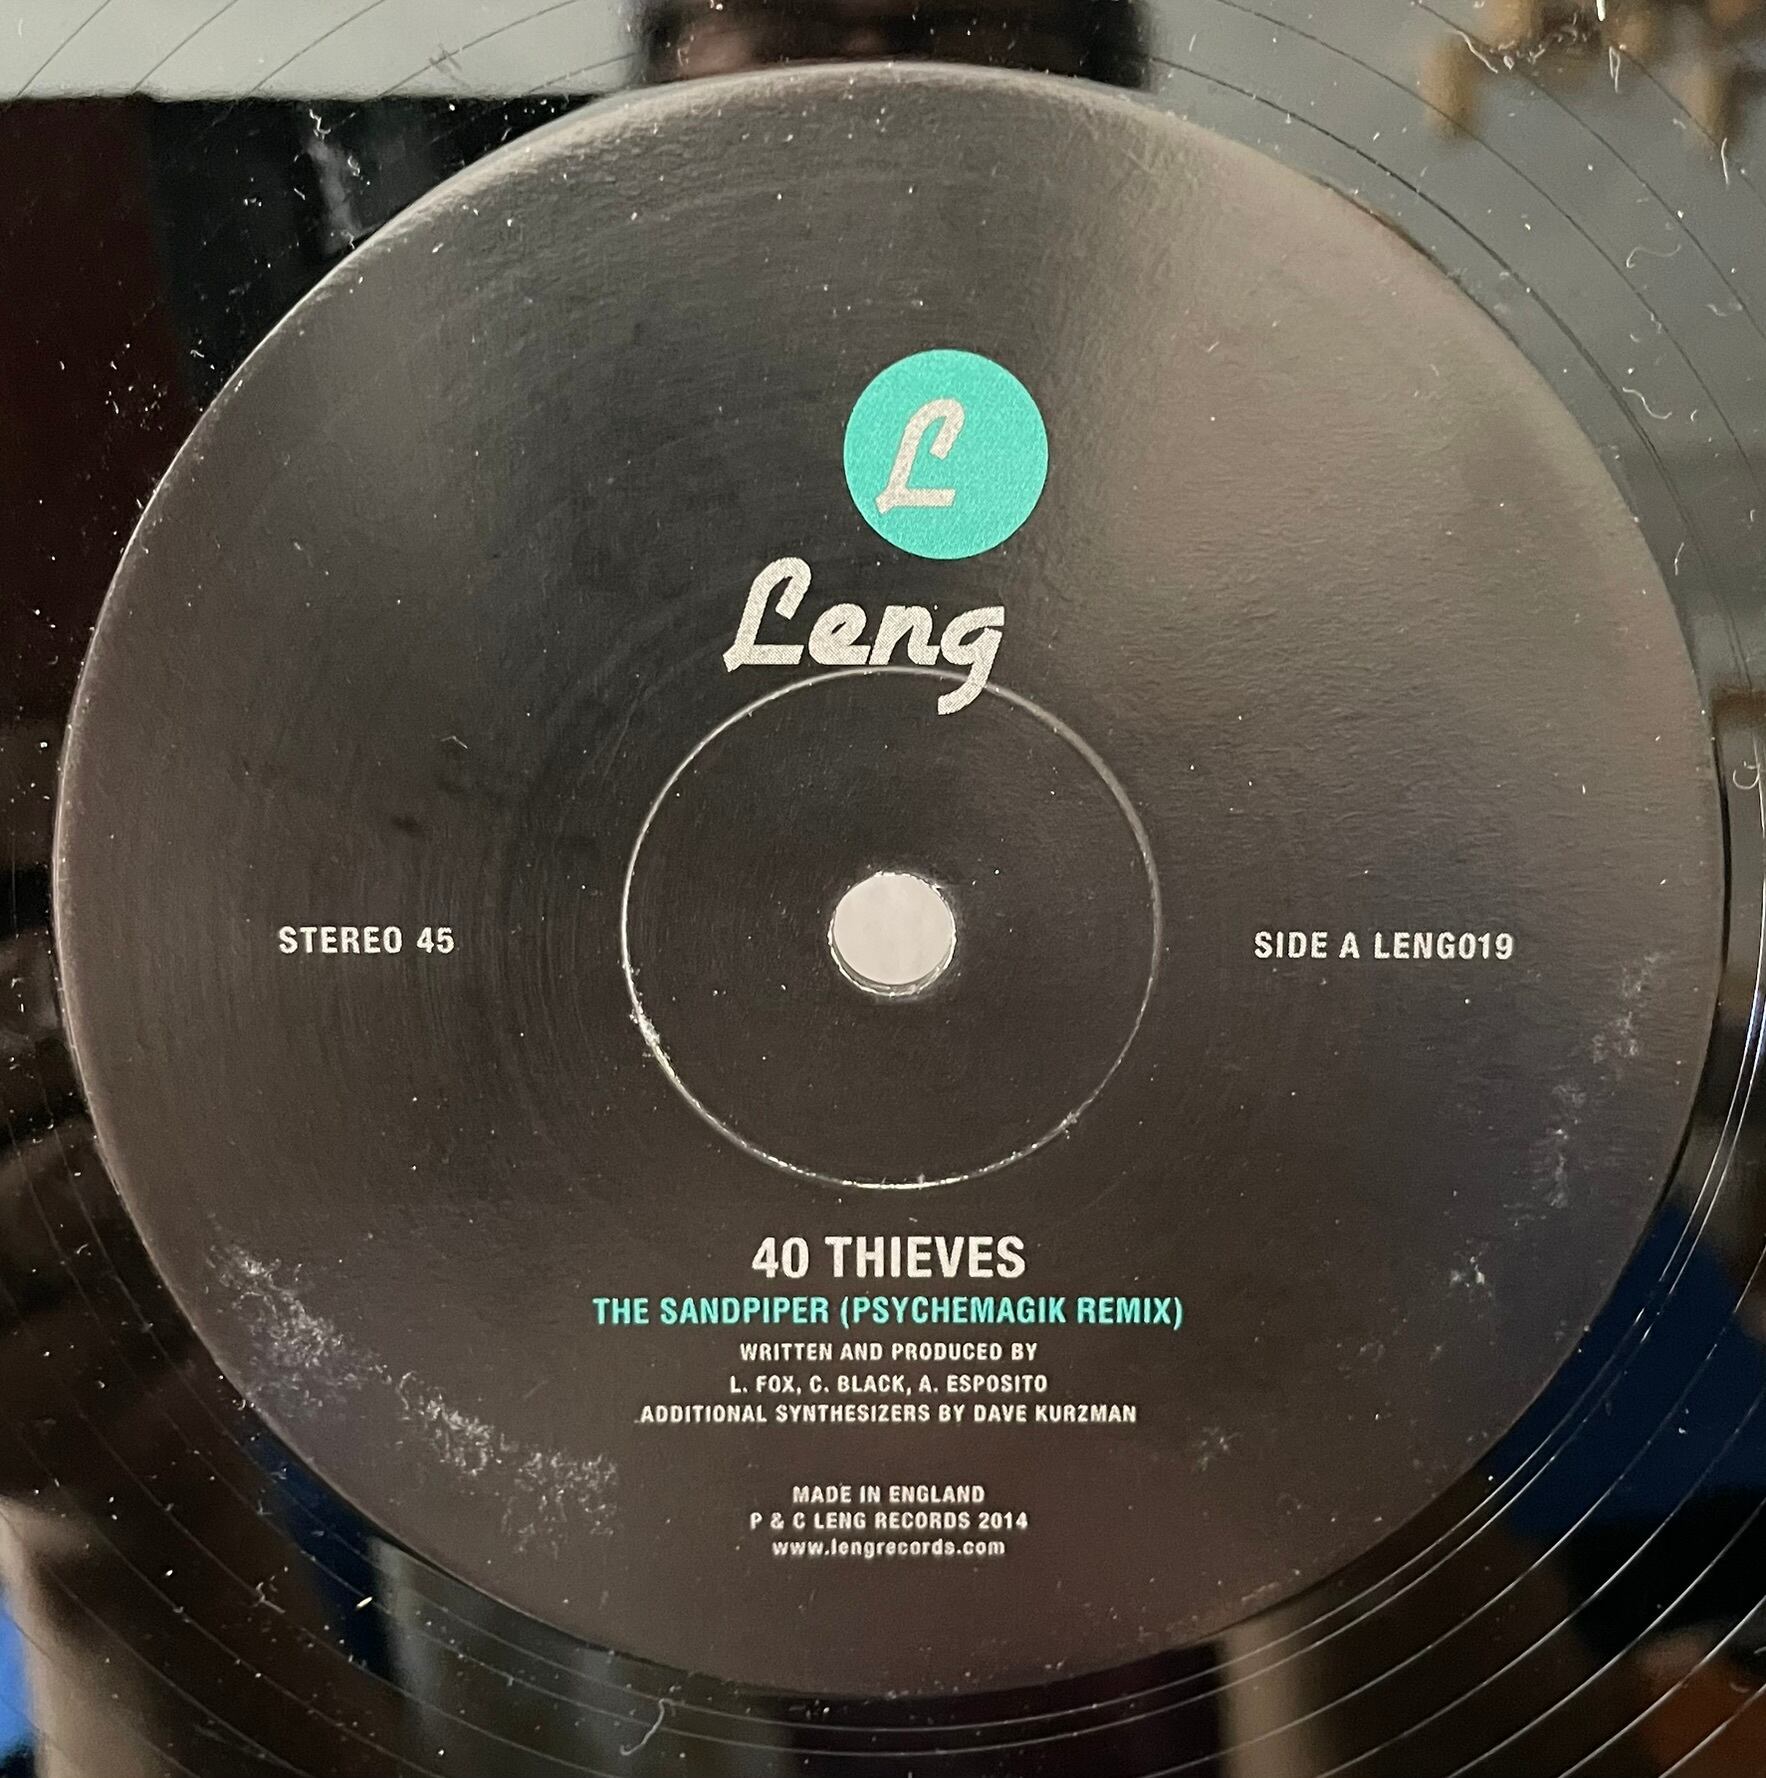 L
Leng
STEREO 45
SIDE A LENG019
40 THIEVES
THE SANDPIPER (PSYCHEMAGIK REMIX)
WRITTEN AND PRODUCED BY
L. FOX, C. BLACK, A. ESPOSITO
ADDITIONAL SYNTHESIZERS BY DAVE KURZMAN
MADE IN ENGLAND
P & C LENG RECORDS 2014
www.lengrecords.com